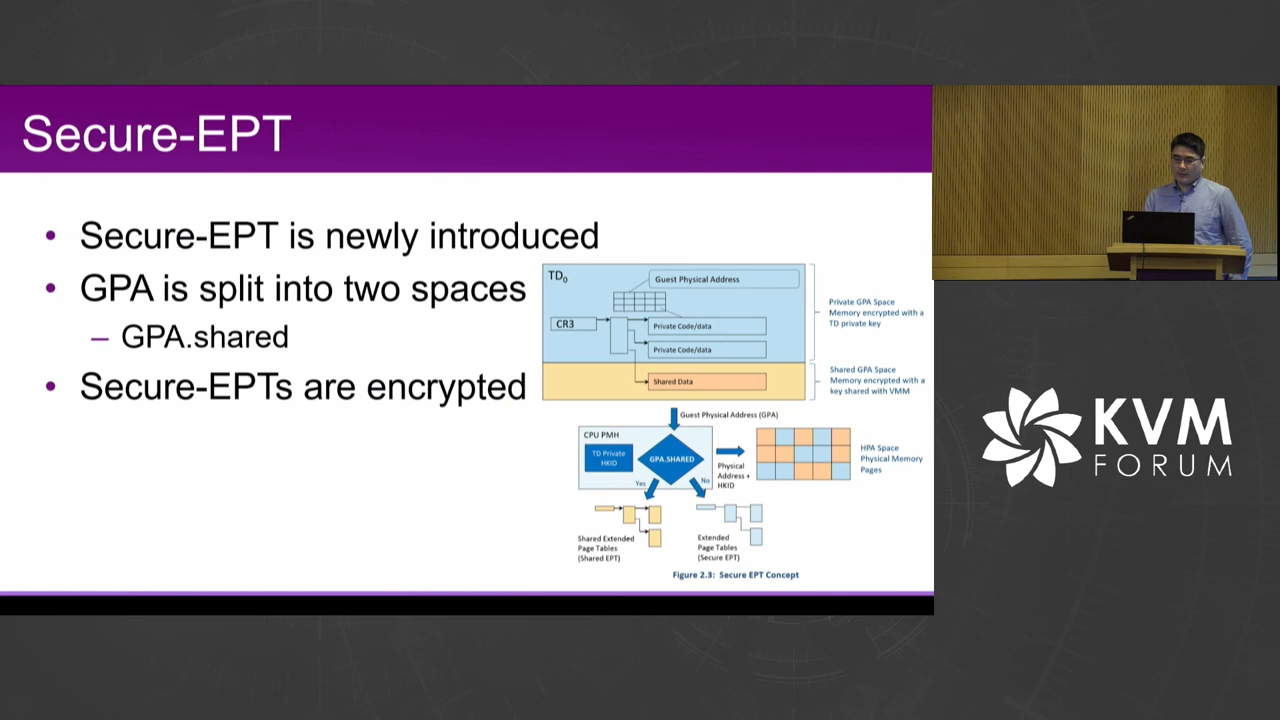 Secure-EPT
• Secure-EPT is newly introduced
• GPA is split into two spaces
– GPA.shared
• Secure-EPTs are encrypted
TD0
Guest Physical Address
CR3
Private Code/data
Private Code/data
Shared Data
Private GPA Space
Memory encrypted with a
TD private key
Shared GPA Space
Memory encrypted with a
key shared with VMM
Guest Physical Address (GPA)
CPU PMH
TD Private
HKID
GPA.SHARED
Yes
No
Physical
Address +
HKID
HPA Space
Physical Memory
Pages
Shared Extended
Page Tables
(Shared EPT)
Extended
Page Tables
(Secure EPT)
Figure 2.3: Secure EPT Concept
KVM
FORUM